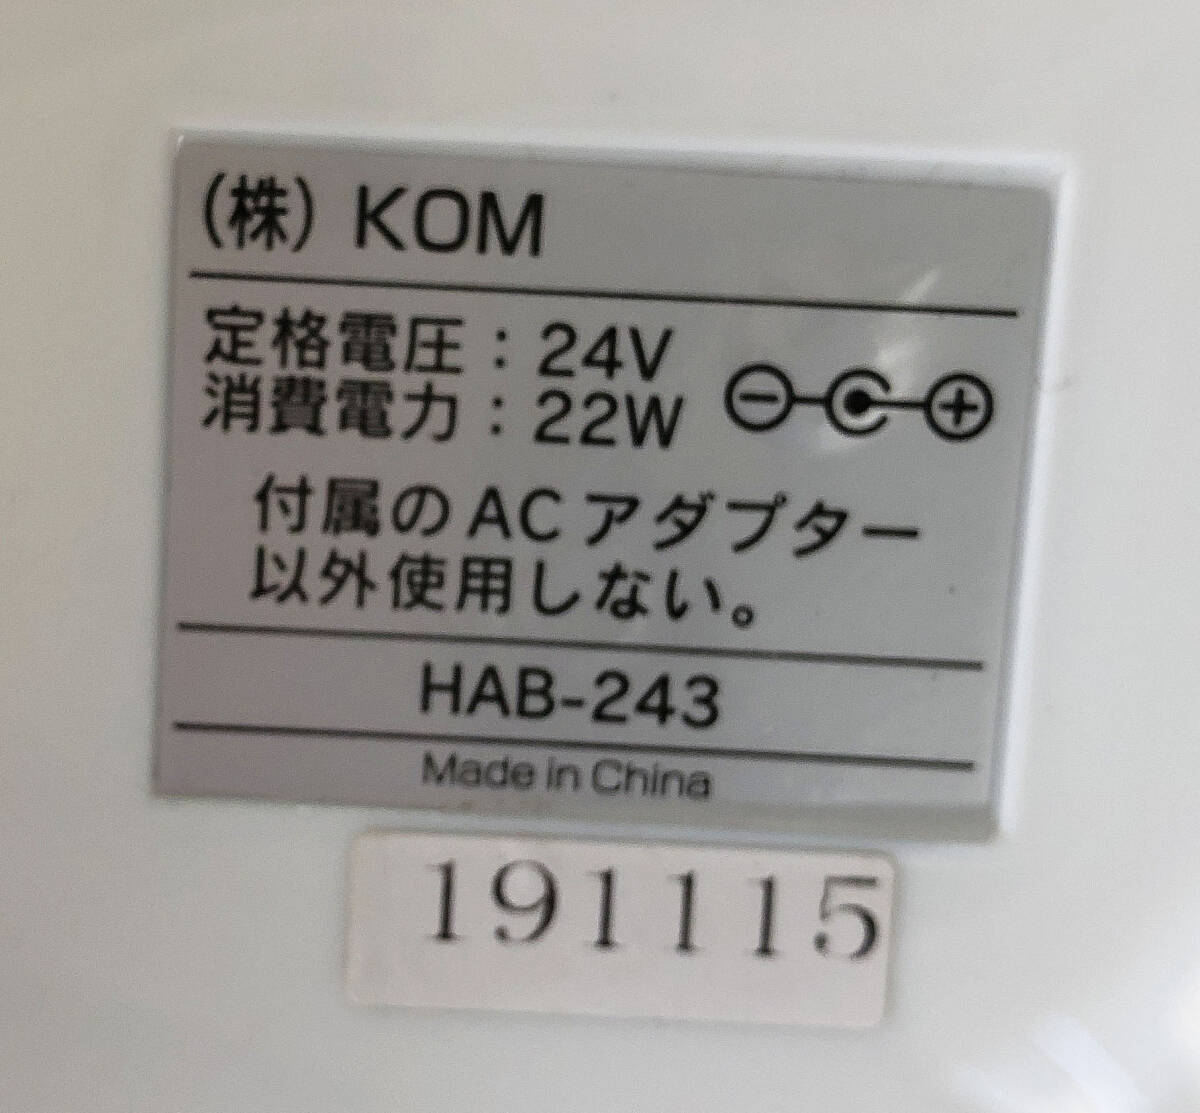 (株) KOM
定格電圧：24V
消費電力：22W
付属のACアダプター
以外使用しない。
HAB-243
Made in China
191115